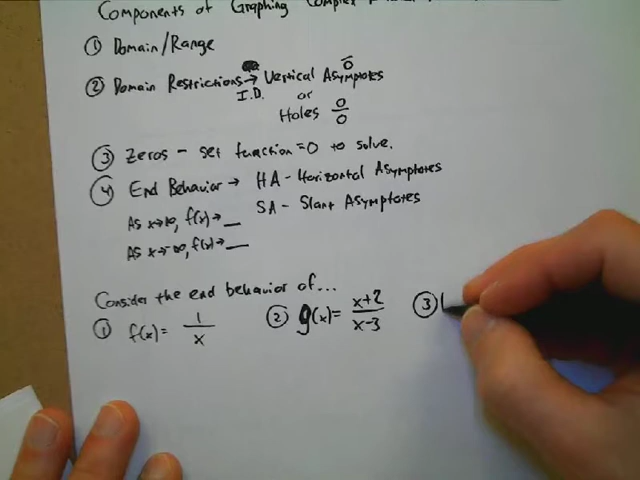 Components of Graphing Complex
① Domain/Range
② Domain Restrictions → Vertical Asymptotes
I.D.
or
Holes 0/0
③ Zeros - set function = 0 to solve.
④ End Behavior → HA - Horizontal Asymptotes
SA - Slant Asymptotes
As x→∞, f(x)→__
As x→-∞, f(x)→__
Consider the end behavior of...
① f(x)= 1/x ② g(x)= x+2/x-3 ③